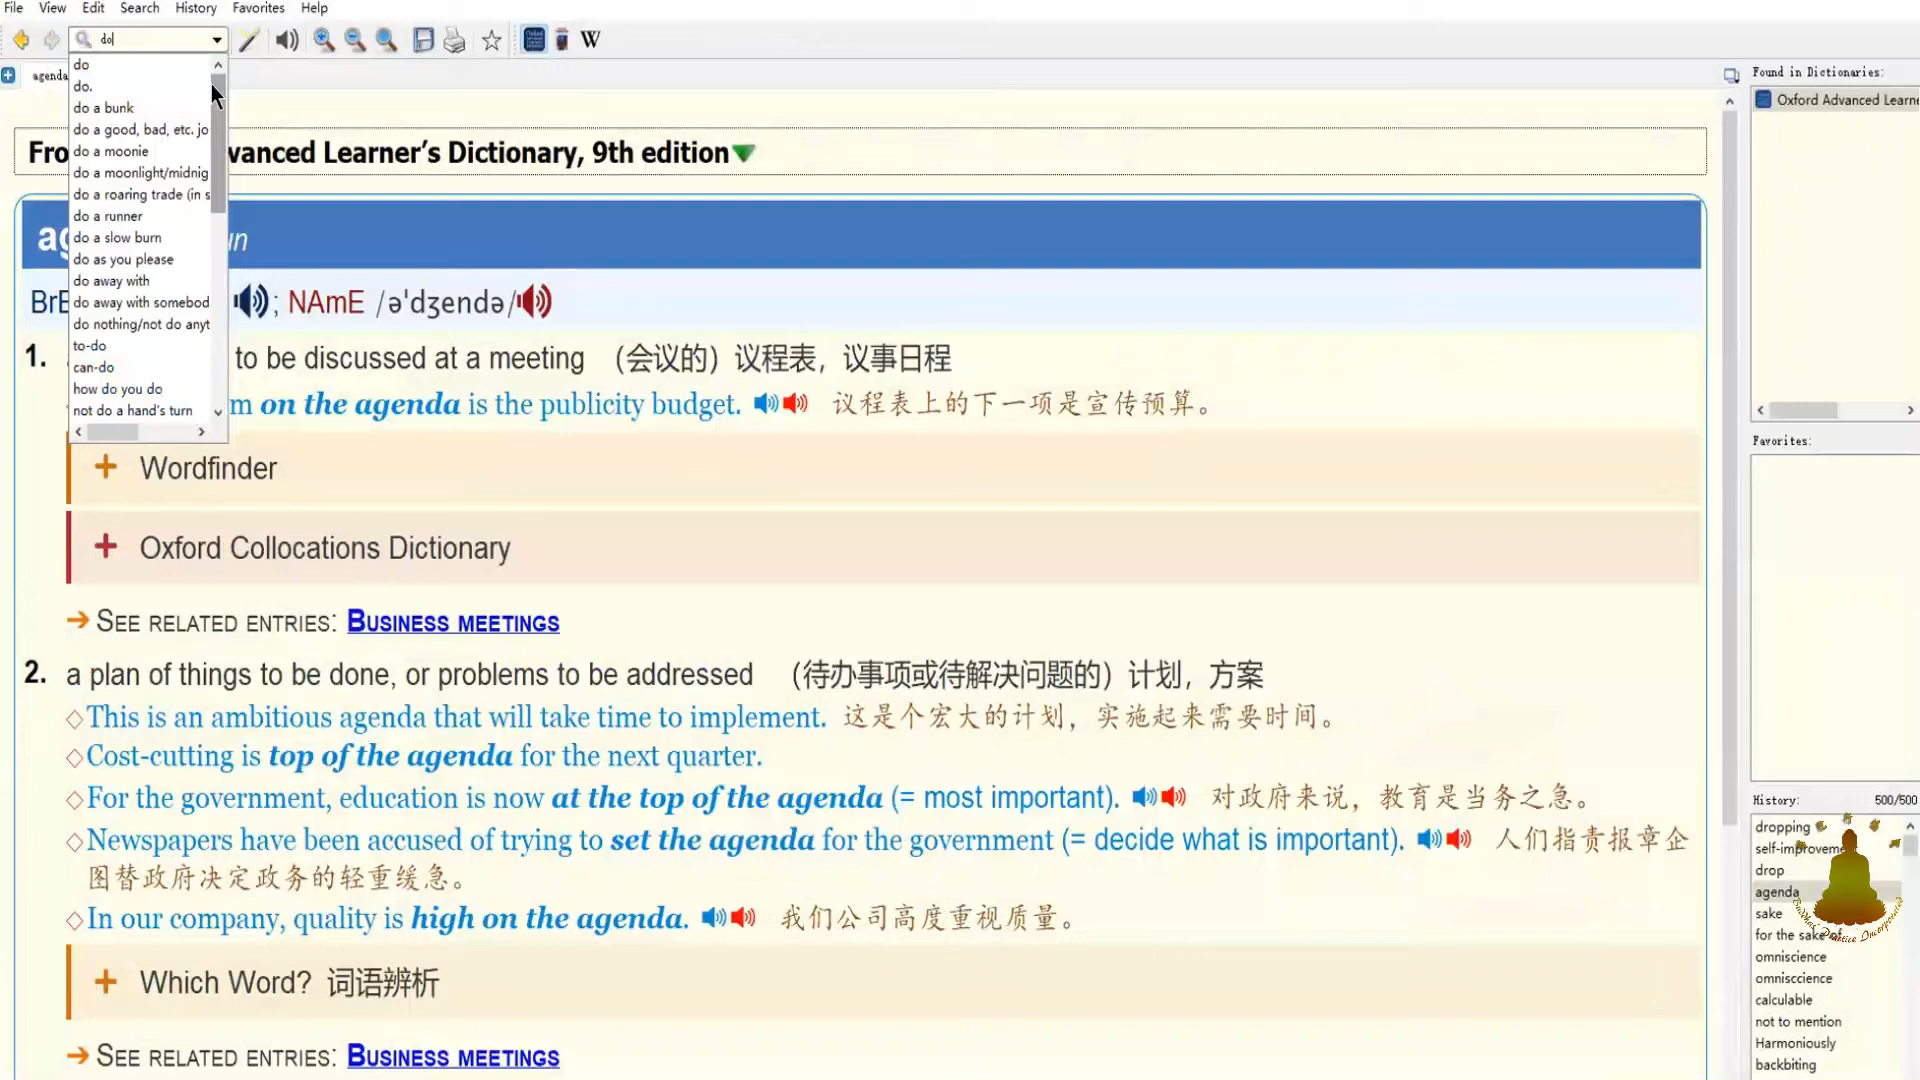 File View Edit Search History Favorites Help
do
W
agenda
Found in Dictionaries:
do
do.
do a bunk
do a good, bad, etc. jo
do a moonie
do a moonlight/midnig
do a roaring trade (in s
do a runner
do a slow burn
do as you please
do away with
do away with somebod
do nothing/not do anyt
to-do
can-do
how do you do
not do a hand's turn
Oxford Advanced Learne
Fro vanced Learner's Dictionary, 9th edition
ag un
BrE ; NAmE /əˈdʒendə/
1. to be discussed at a meeting (会议的) 议程表，议事日程
m on the agenda is the publicity budget. 议程表上的下一项是宣传预算。
+ Wordfinder
+ Oxford Collocations Dictionary
➔ SEE RELATED ENTRIES: BUSINESS MEETINGS
2. a plan of things to be done, or problems to be addressed (待办事项或待解决问题的) 计划，方案
◇This is an ambitious agenda that will take time to implement. 这是个宏大的计划，实施起来需要时间。
◇Cost-cutting is top of the agenda for the next quarter.
◇For the government, education is now at the top of the agenda (= most important). 对政府来说，教育是当务之急。
◇Newspapers have been accused of trying to set the agenda for the government (= decide what is important). 人们指责报章企
图替政府决定政务的轻重缓急。
◇In our company, quality is high on the agenda. 我们公司高度重视质量。
+ Which Word? 词语辨析
➔ SEE RELATED ENTRIES: BUSINESS MEETINGS
Favorites:
History: 500/500
dropping
self-improveme
drop
agenda
sake
for the sake of
omniscience
omnisccience
calculable
not to mention
Harmoniously
backbiting